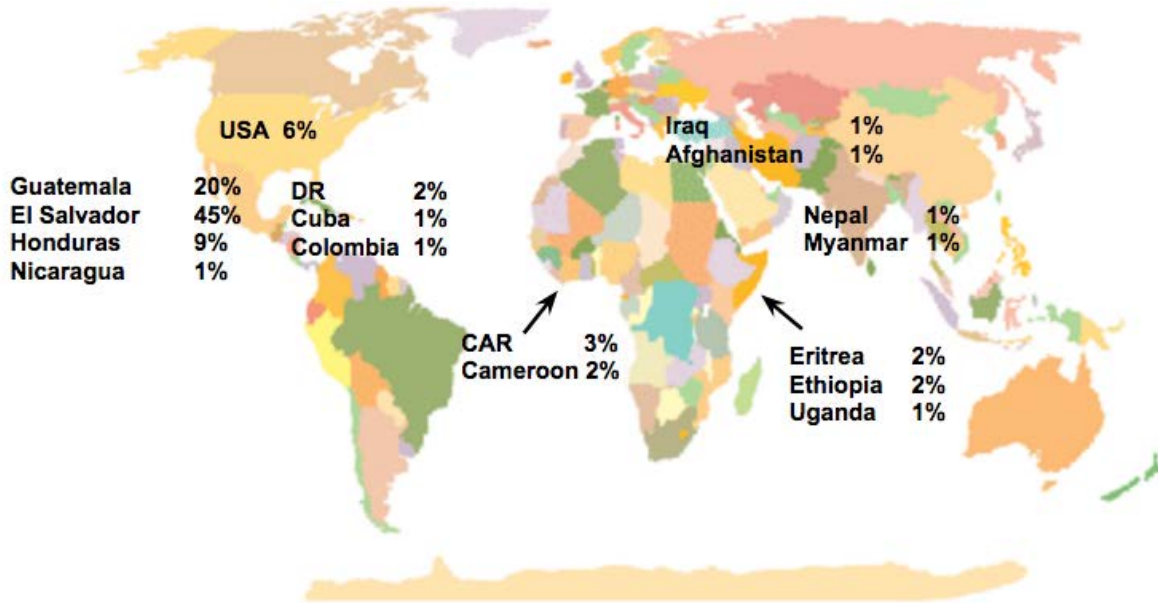 USA 6%
Guatemala 20%
El Salvador 45%
Honduras 9%
Nicaragua 1%
DR 2%
Cuba 1%
Colombia 1%
Iraq 1%
Afghanistan 1%
Nepal 1%
Myanmar 1%
CAR 3%
Cameroon 2%
Eritrea 2%
Ethiopia 2%
Uganda 1%